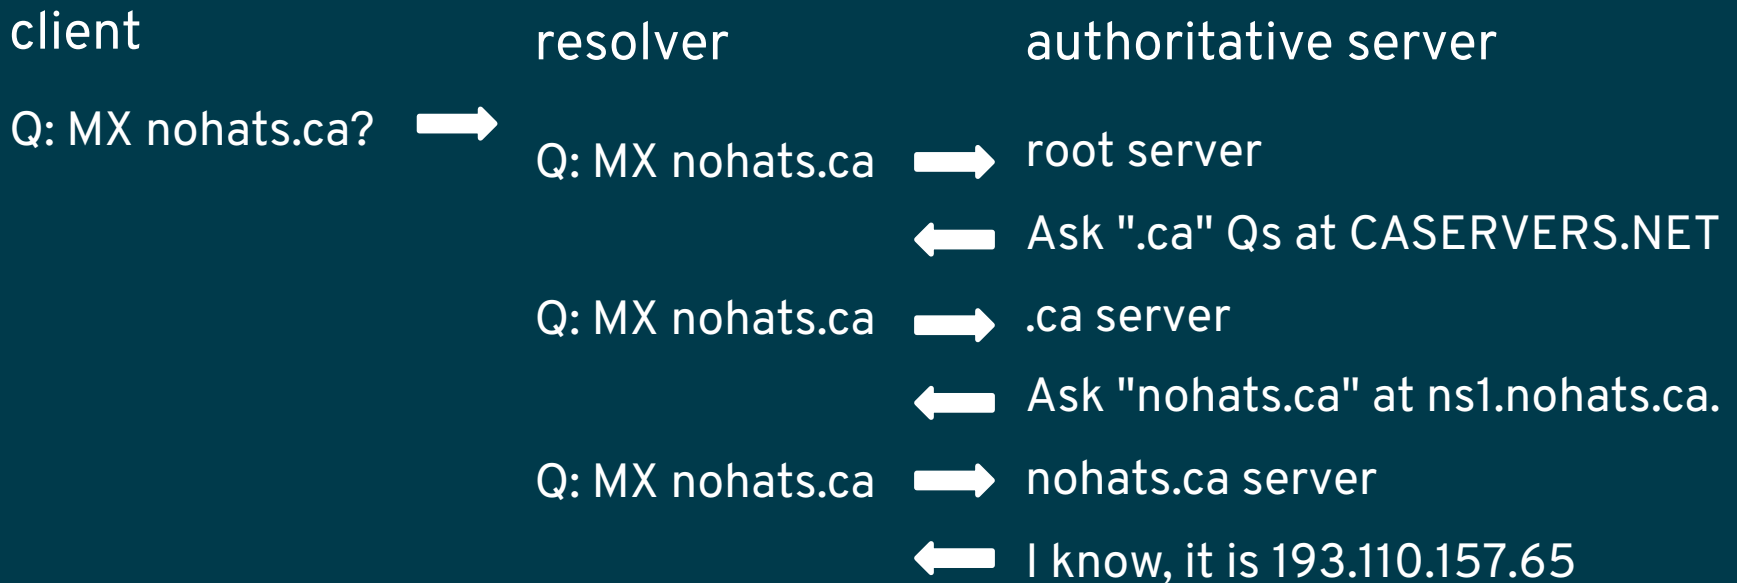 client
resolver
authoritative server
Q: MX nohats.ca?
Q: MX nohats.ca
root server
Ask ".ca" Qs at CASERVERS.NET
Q: MX nohats.ca
.ca server
Ask "nohats.ca" at ns1.nohats.ca.
Q: MX nohats.ca
nohats.ca server
I know, it is 193.110.157.65